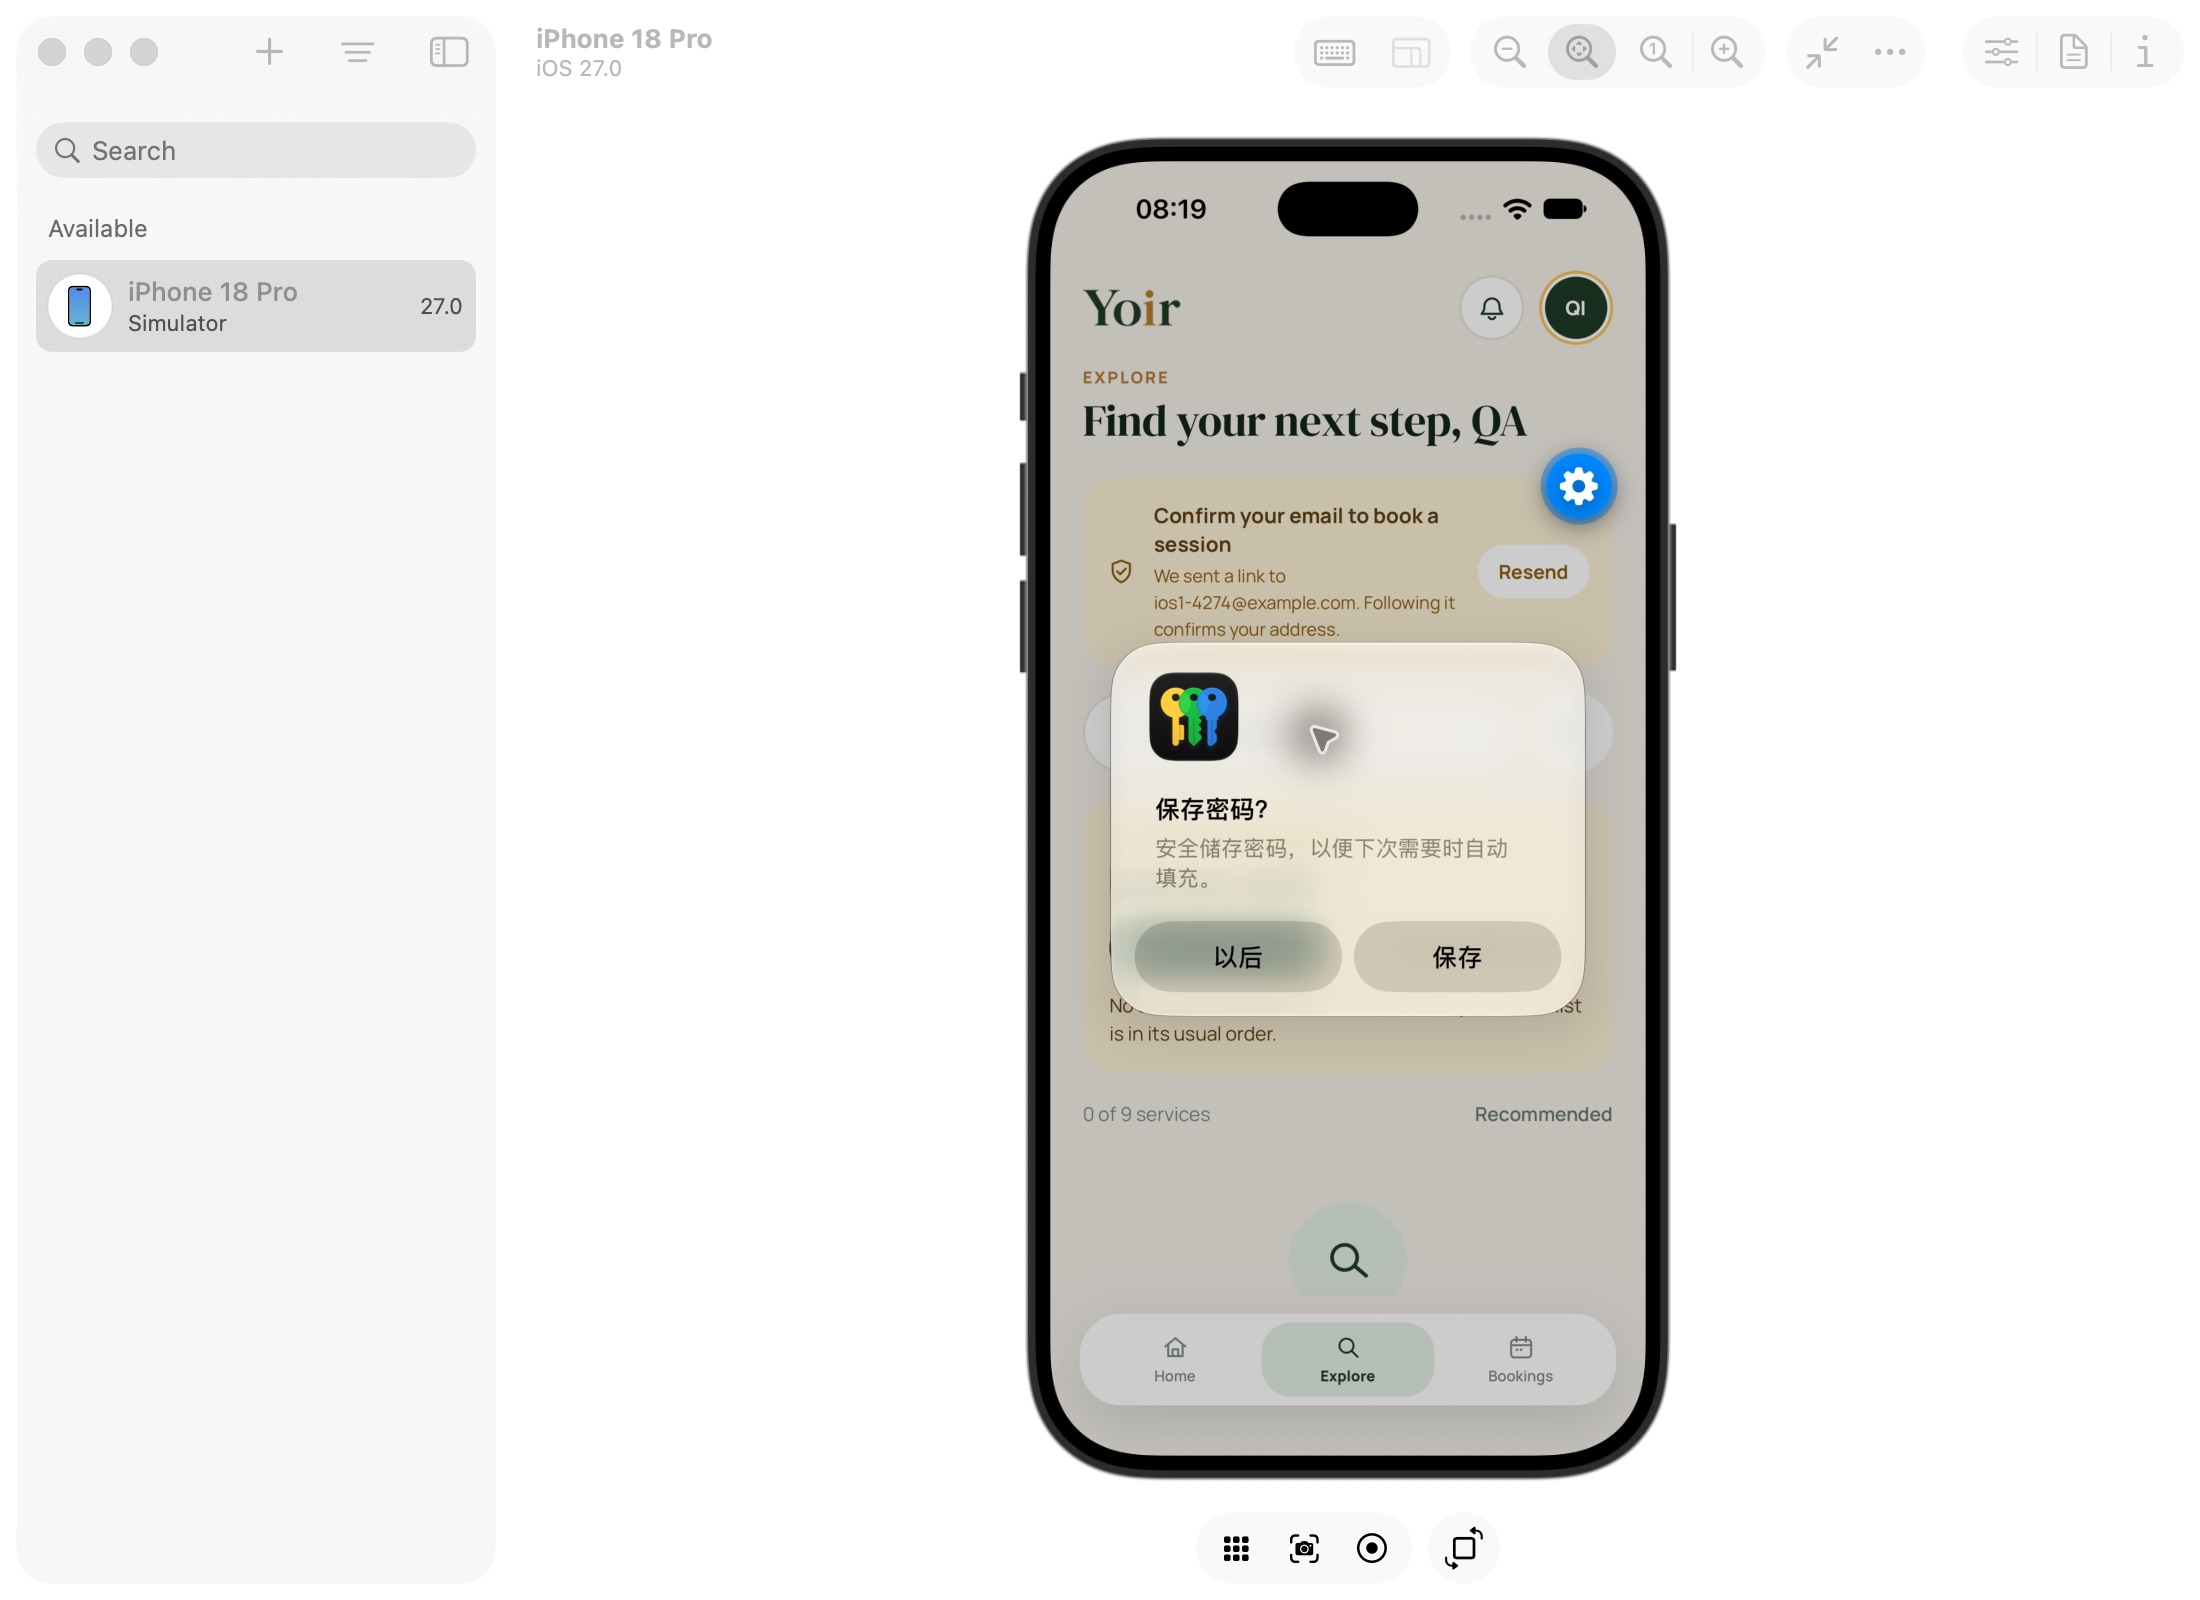 iPhone 18 Pro
iOS 27.0
1
Search
Available
iPhone 18 Pro
Simulator
27.0
08:19
Yoir
QI
EXPLORE
Find your next step, QA
Confirm your email to book a
session
We sent a link to
ios1-4274@example.com. Following it
confirms your address.
Resend
保存密码?
安全储存密码，以便下次需要时自动
填充。
以后
保存
is in its usual order.
0 of 9 services
Recommended
Home
Explore
Bookings